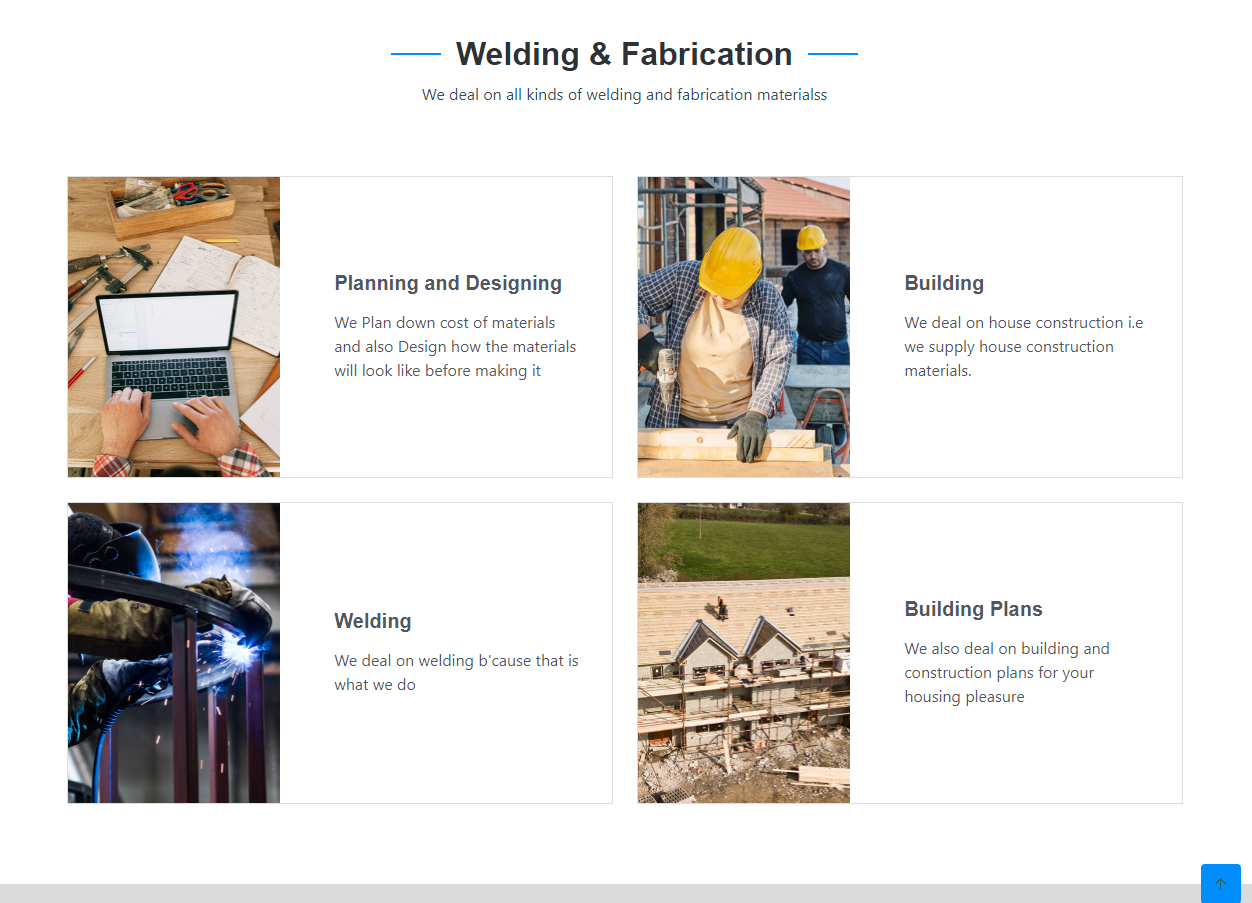 Welding & Fabrication
We deal on all kinds of welding and fabrication materialss
Planning and Designing
We Plan down cost of materials
and also Design how the materials
will look like before making it
Building
We deal on house construction i.e
we supply house construction
materials.
Welding
We deal on welding b'cause that is
what we do
Building Plans
We also deal on building and
construction plans for your
housing pleasure